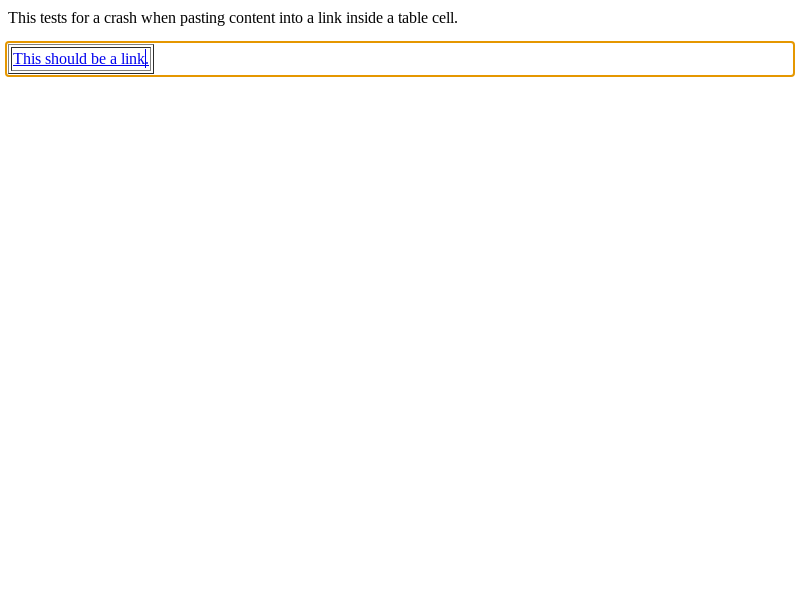 This tests for a crash when pasting content into a link inside a table cell.
This should be a link.